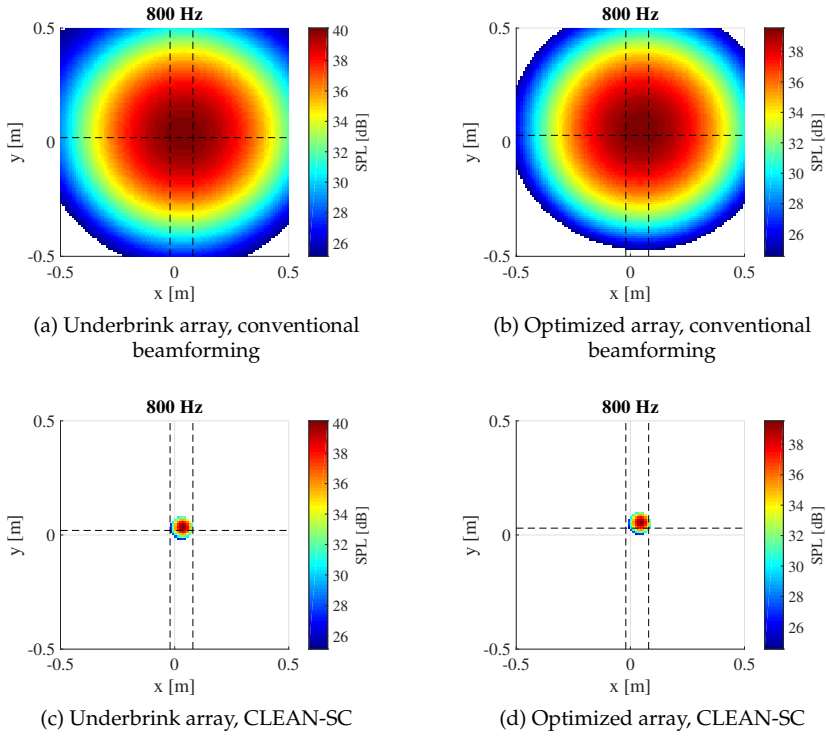 800 Hz
0.5
0
-0.5
y [m]
-0.5
0
0.5
x [m]
40
38
36
34
32
30
28
26
SPL [dB]
(a) Underbrink array, conventional
beamforming
800 Hz
0.5
0
-0.5
y [m]
-0.5
0
0.5
x [m]
38
36
34
32
30
28
26
SPL [dB]
(b) Optimized array, conventional
beamforming
800 Hz
0.5
0
-0.5
y [m]
-0.5
0
0.5
x [m]
40
38
36
34
32
30
28
26
SPL [dB]
(c) Underbrink array, CLEAN-SC
800 Hz
0.5
0
-0.5
y [m]
-0.5
0
0.5
x [m]
38
36
34
32
30
28
26
SPL [dB]
(d) Optimized array, CLEAN-SC